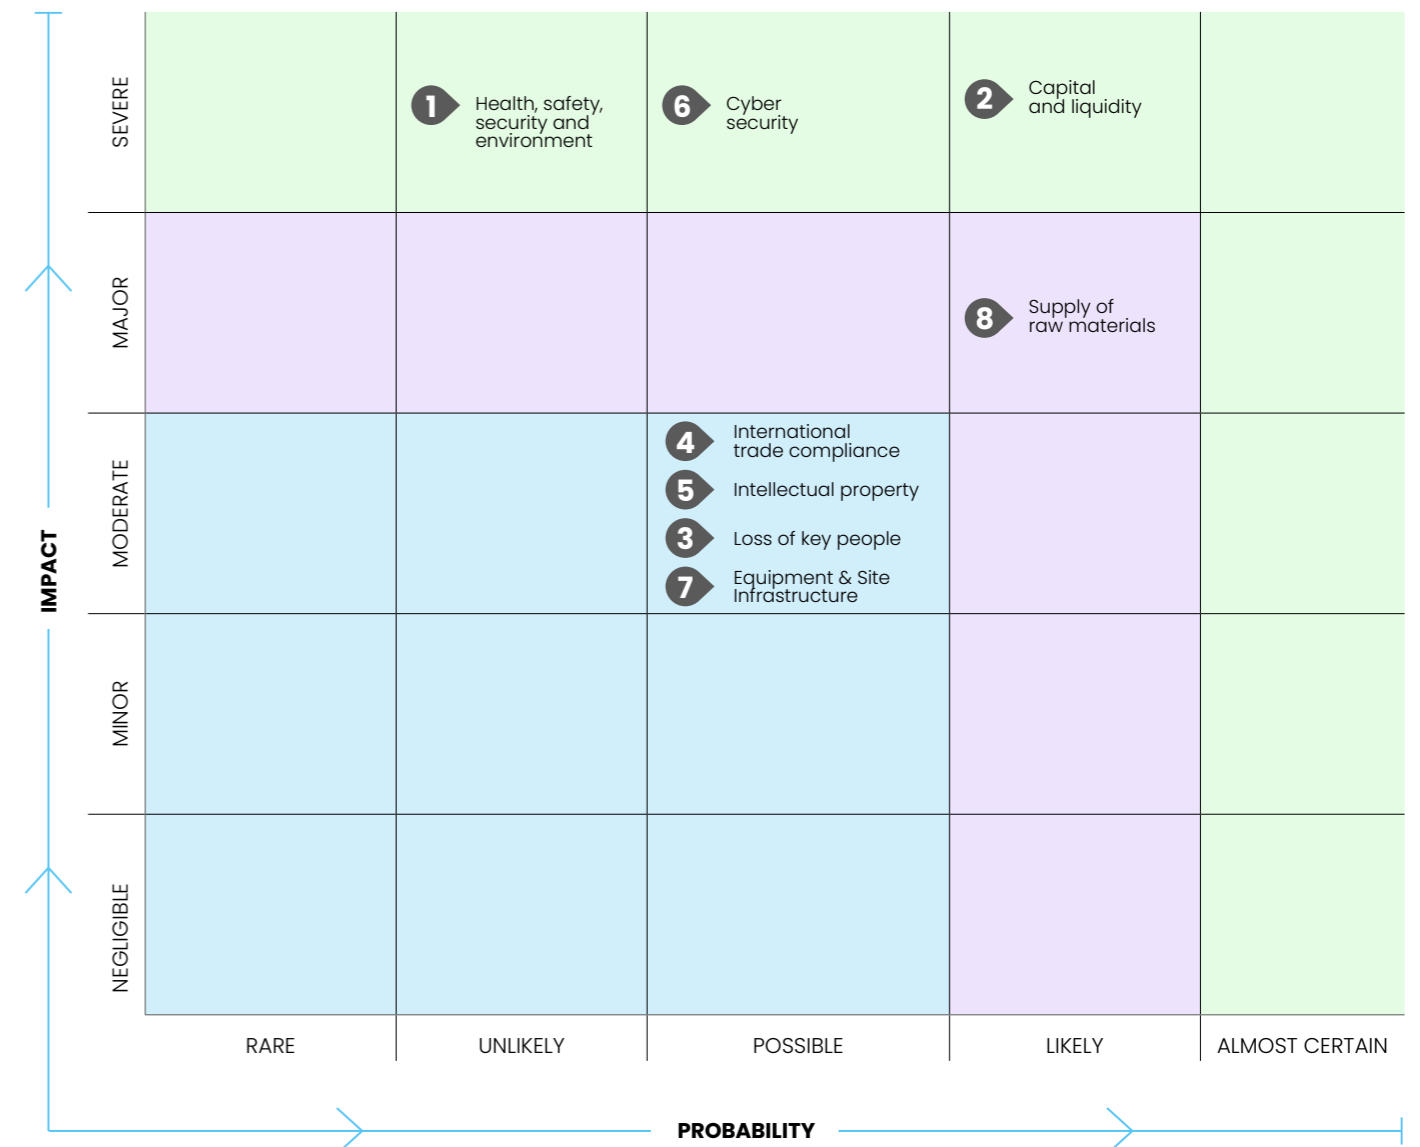 IMPACT
SEVERE
1
Health, safety,
security and
environment
6
Cyber
security
2
Capital
and liquidity
MAJOR
8
Supply of
raw materials
MODERATE
4
International
trade compliance
5
Intellectual property
3
Loss of key people
7
Equipment & Site
Infrastructure
MINOR
NEGLIGIBLE
RARE
UNLIKELY
POSSIBLE
LIKELY
ALMOST CERTAIN
PROBABILITY